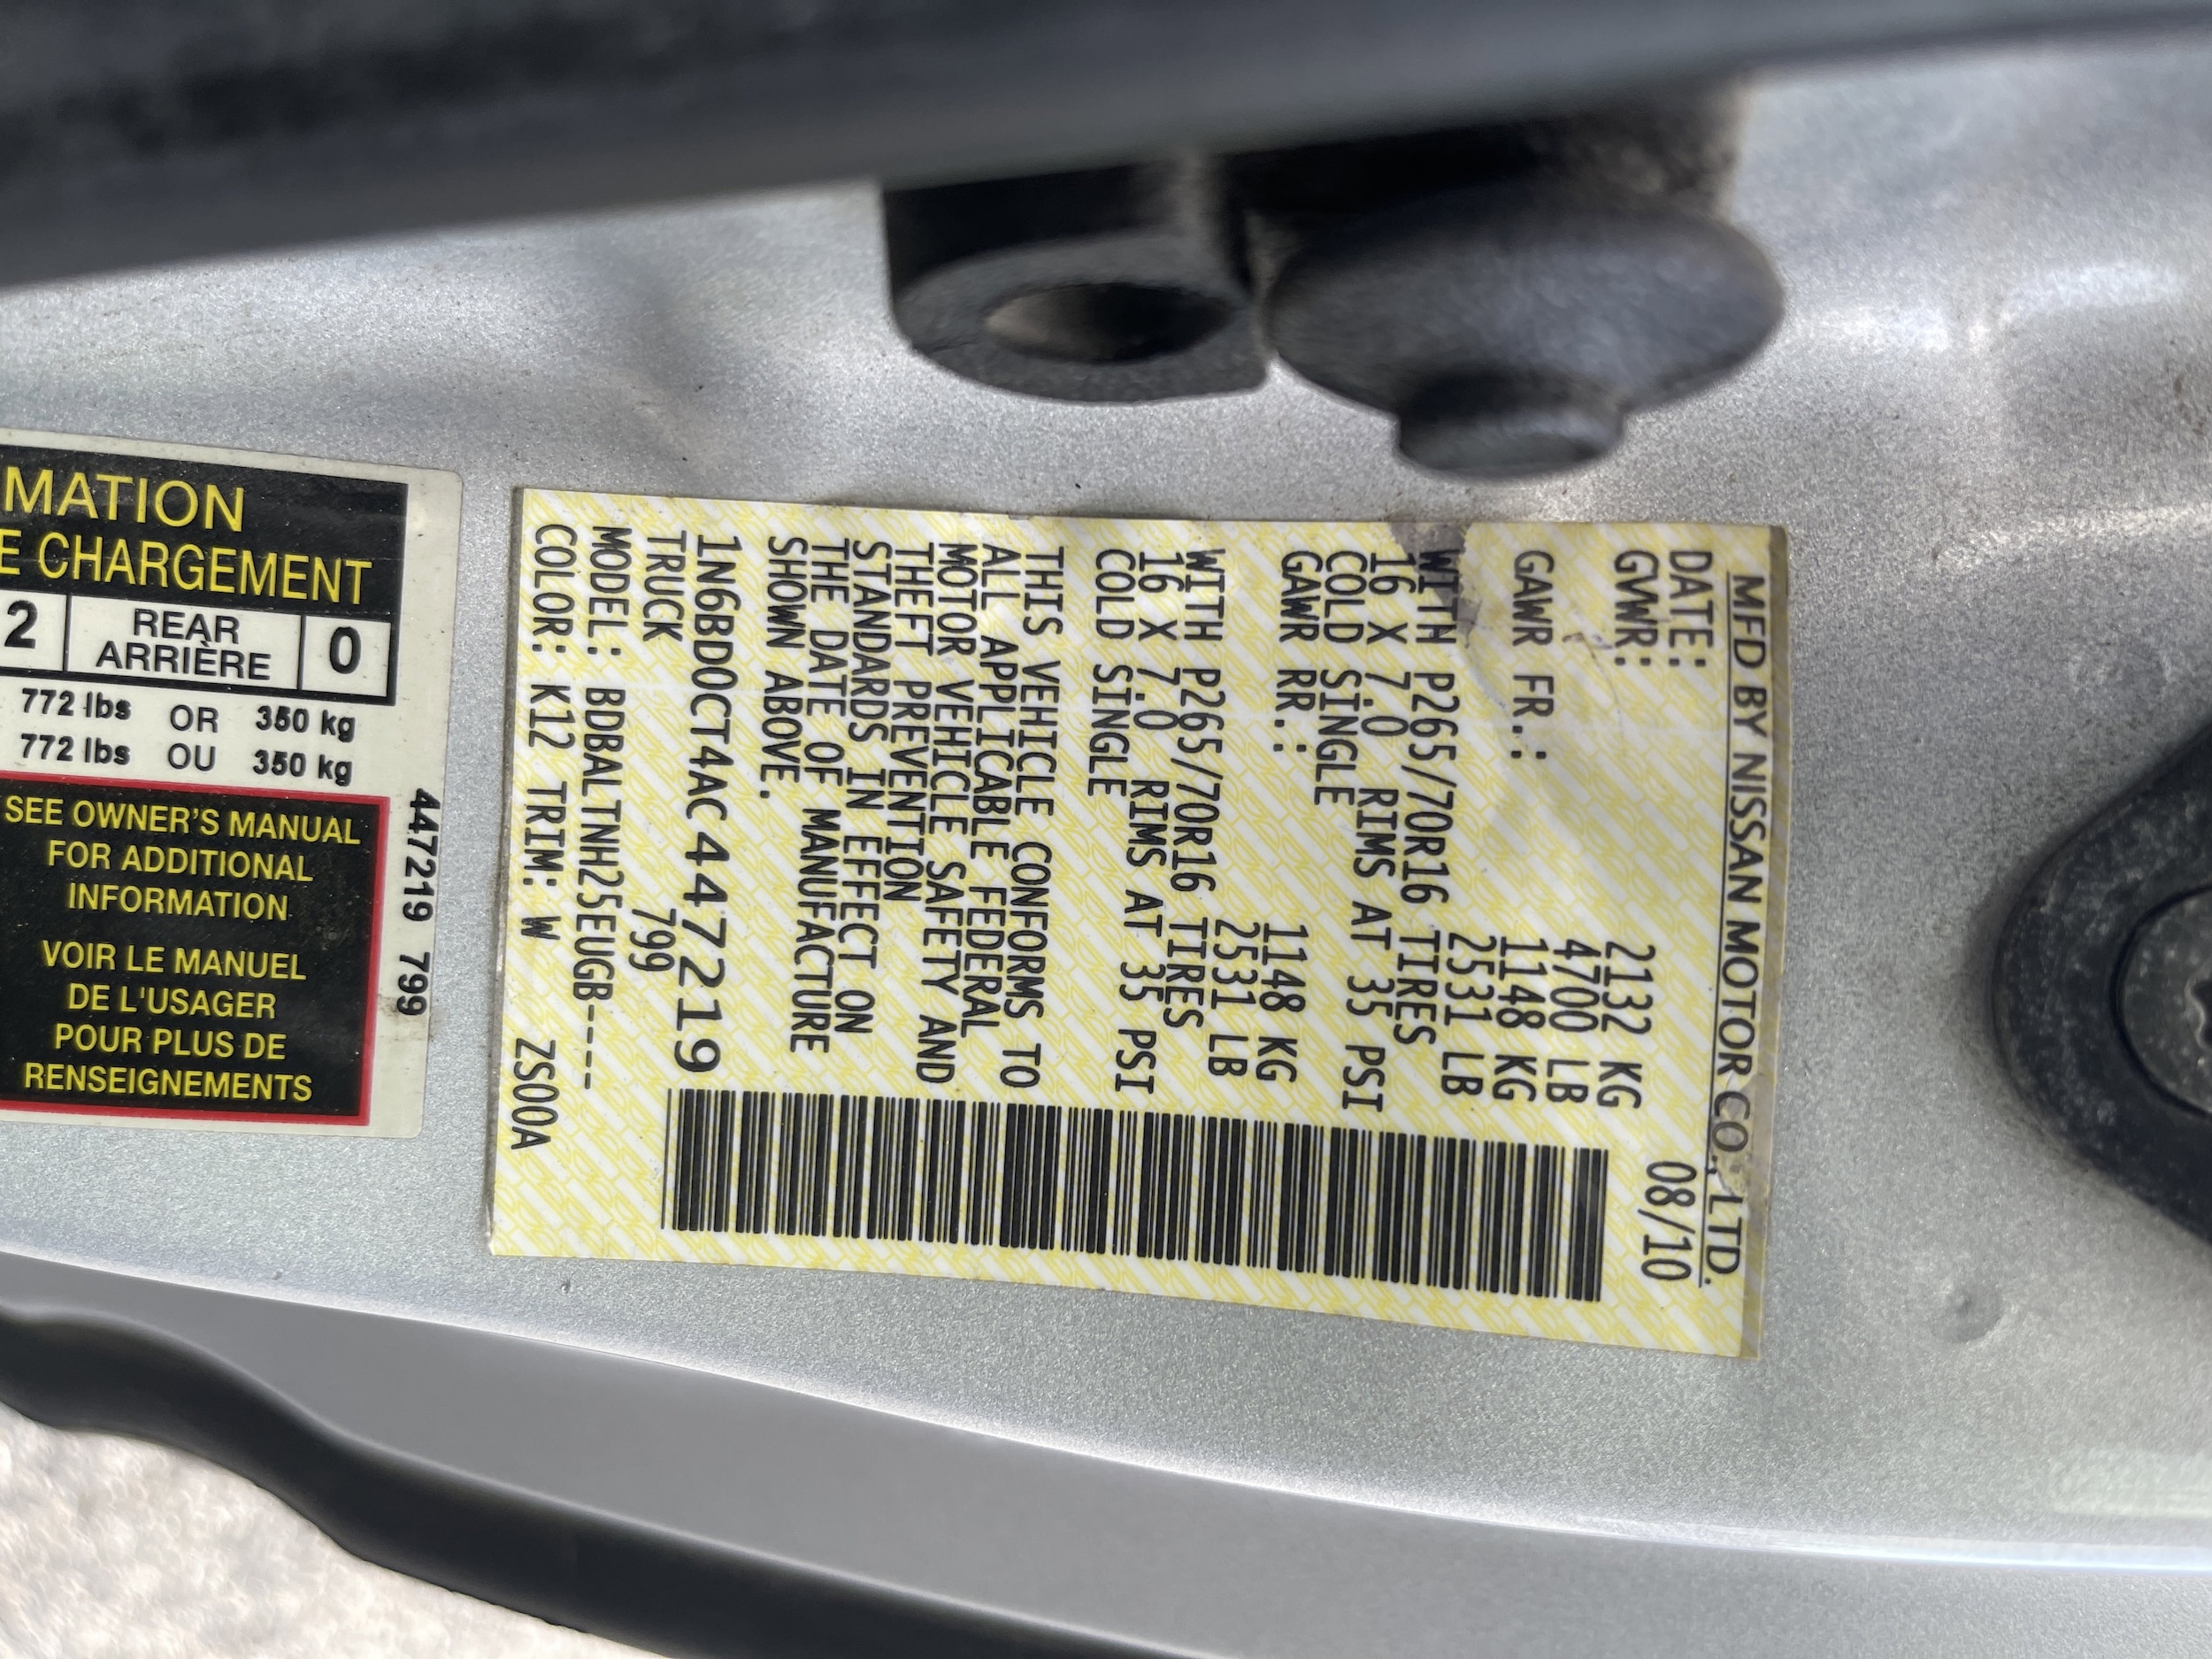 MATION
E CHARGEMENT
2 REAR ARRIÈRE 0
772 lbs OR 350 kg
772 lbs OU 350 kg
SEE OWNER'S MANUAL
FOR ADDITIONAL
INFORMATION
VOIR LE MANUEL
DE L'USAGER
POUR PLUS DE
RENSEIGNEMENTS
447219 799
MFD BY NISSAN MOTOR CO., LTD.
DATE: 08/10
GVWR: 2132 KG
4700 LB
GAWR FR.: 1148 KG
2531 LB
WITH P265/70R16 TIRES
16 X 7.0 RIMS AT 35 PSI
COLD SINGLE
GAWR RR.: 1148 KG
2531 LB
WITH P265/70R16 TIRES
16 X 7.0 RIMS AT 35 PSI
COLD SINGLE
THIS VEHICLE CONFORMS TO
ALL APPLICABLE FEDERAL
MOTOR VEHICLE SAFETY AND
THEFT PREVENTION
STANDARDS IN EFFECT ON
THE DATE OF MANUFACTURE
SHOWN ABOVE.
1N6BD0CT4AC447219
TRUCK 799
MODEL: BDBALTNH25EUGB----
COLOR: K12 TRIM: W ZS00A